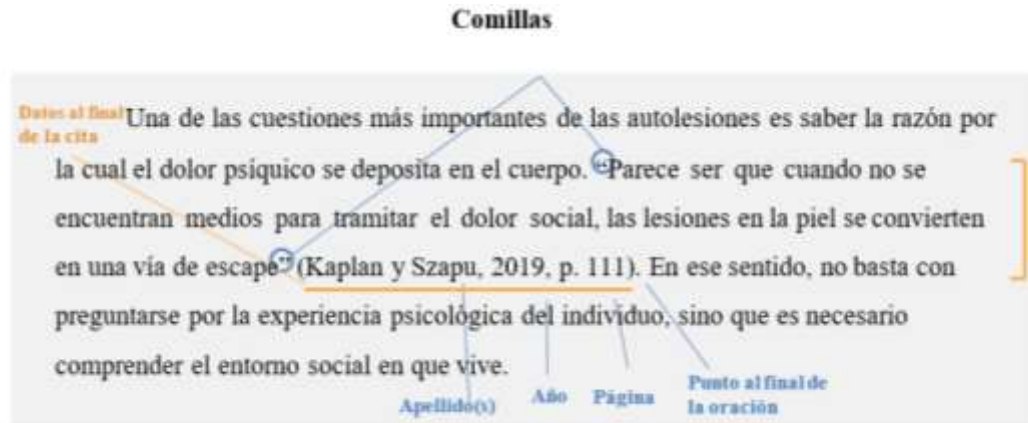 Comillas
Datos al final
de la cita
Una de las cuestiones más importantes de las autolesiones es saber la razón por
la cual el dolor psíquico se deposita en el cuerpo. “Parece ser que cuando no se
encuentran medios para tramitar el dolor social, las lesiones en la piel se convierten
en una vía de escape” (Kaplan y Szapu, 2019, p. 111). En ese sentido, no basta con
preguntarse por la experiencia psicológica del individuo, sino que es necesario
comprender el entorno social en que vive.
Apellido(s)
Año
Página
Punto al final de
la oración